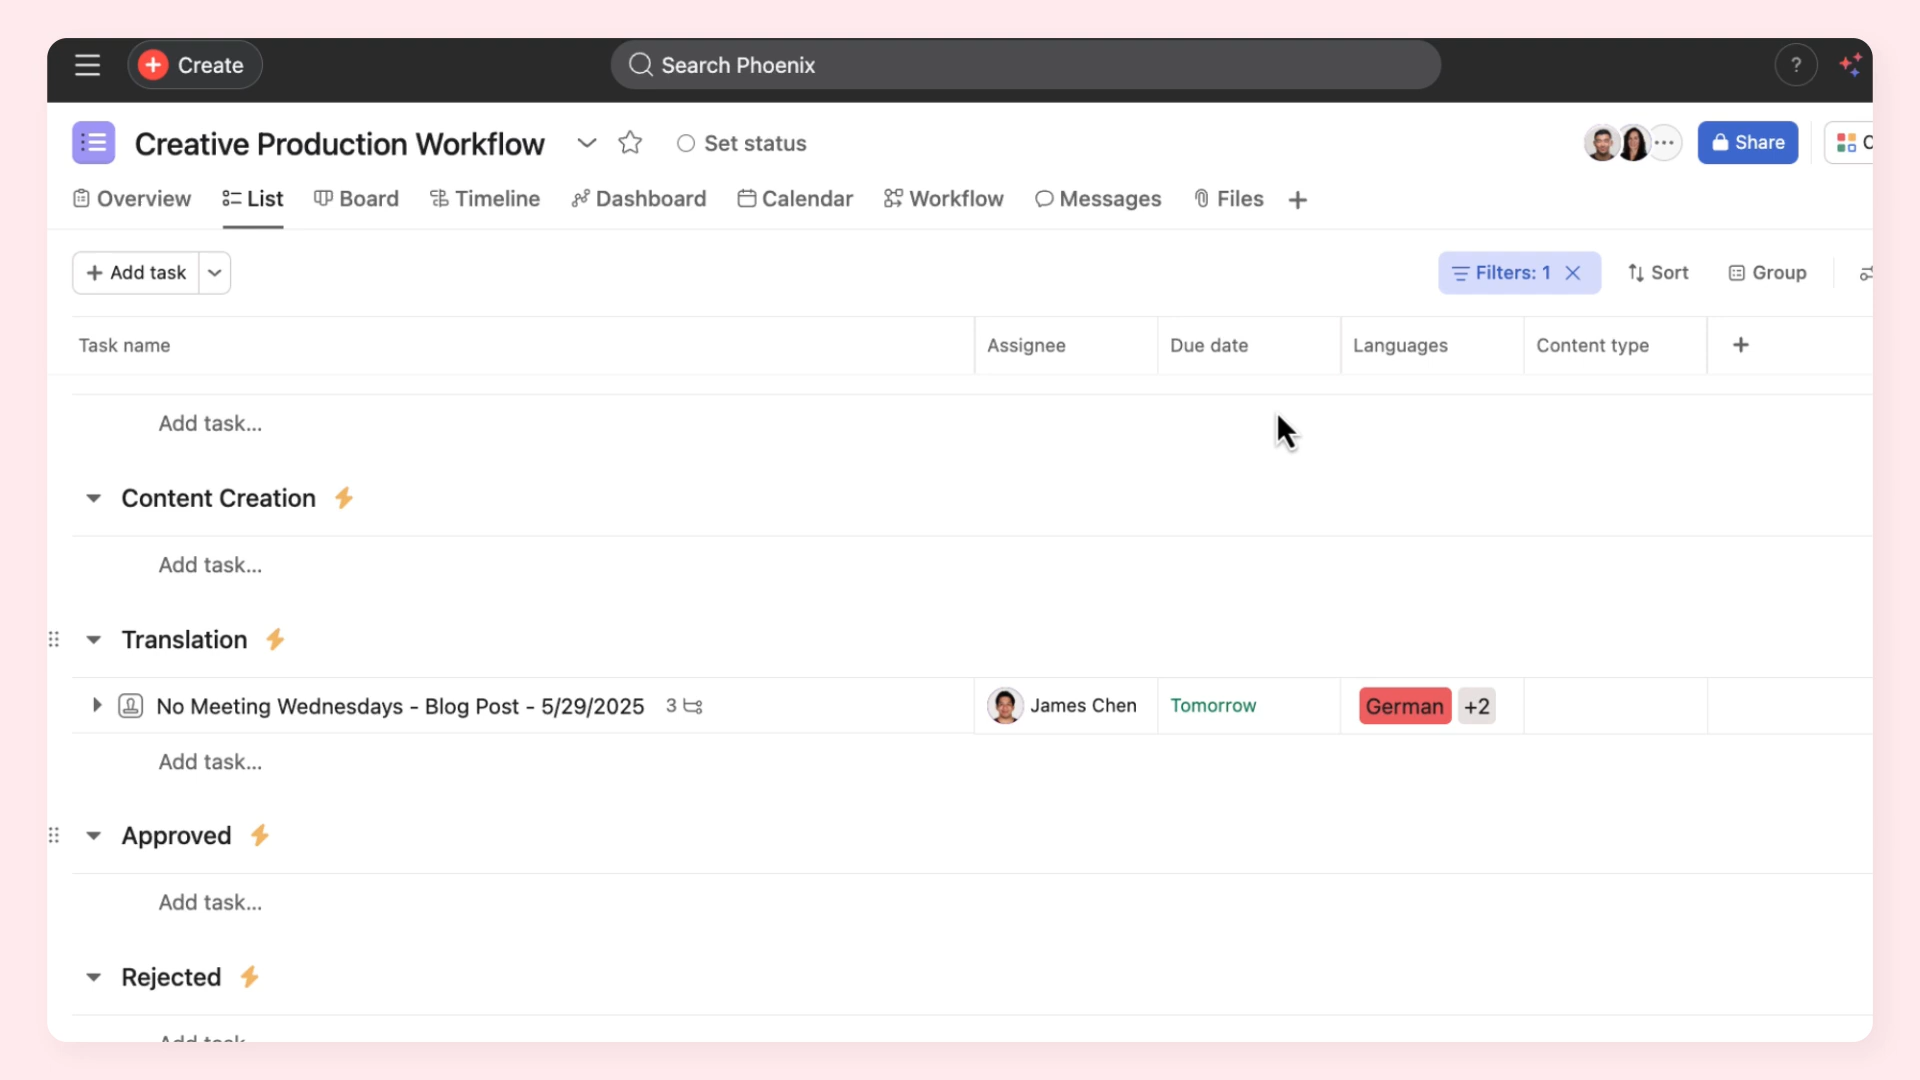 Create
Search Phoenix
?
Creative Production Workflow
Set status
Share
Overview
List
Board
Timeline
Dashboard
Calendar
Workflow
Messages
Files
Add task
Filters: 1
Sort
Group
Task name
Assignee
Due date
Languages
Content type
Add task...
Content Creation
Add task...
Translation
No Meeting Wednesdays - Blog Post - 5/29/2025 3
James Chen
Tomorrow
German +2
Add task...
Approved
Add task...
Rejected